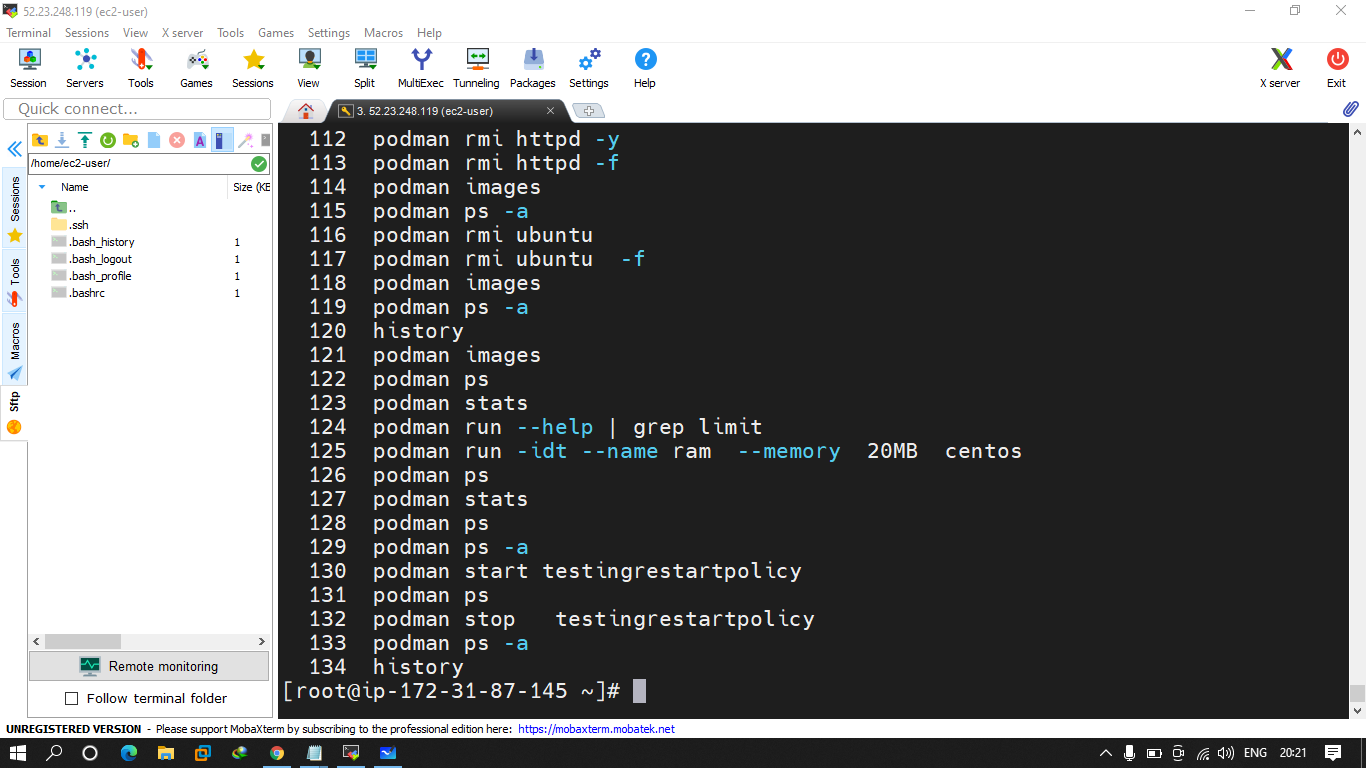 52.23.248.119 (ec2-user)
Terminal Sessions View X server Tools Games Settings Macros Help
Session Servers Tools Games Sessions View Split MultiExec Tunneling Packages Settings Help X server Exit
Quick connect...
3. 52.23.248.119 (ec2-user)
/home/ec2-user/
Name Size (KB
..
.ssh
.bash_history 1
.bash_logout 1
.bash_profile 1
.bashrc 1
Sessions
Tools
Macros
Sftp
Remote monitoring
Follow terminal folder
112 podman rmi httpd -y
113 podman rmi httpd -f
114 podman images
115 podman ps -a
116 podman rmi ubuntu
117 podman rmi ubuntu  -f
118 podman images
119 podman ps -a
120 history
121 podman images
122 podman ps
123 podman stats
124 podman run --help | grep limit
125 podman run -idt --name ram  --memory  20MB  centos
126 podman ps
127 podman stats
128 podman ps
129 podman ps -a
130 podman start testingrestartpolicy
131 podman ps
132 podman stop   testingrestartpolicy
133 podman ps -a
134 history
[root@ip-172-31-87-145 ~]#
UNREGISTERED VERSION - Please support MobaXterm by subscribing to the professional edition here: https://mobaxterm.mobatek.net
ENG 20:21